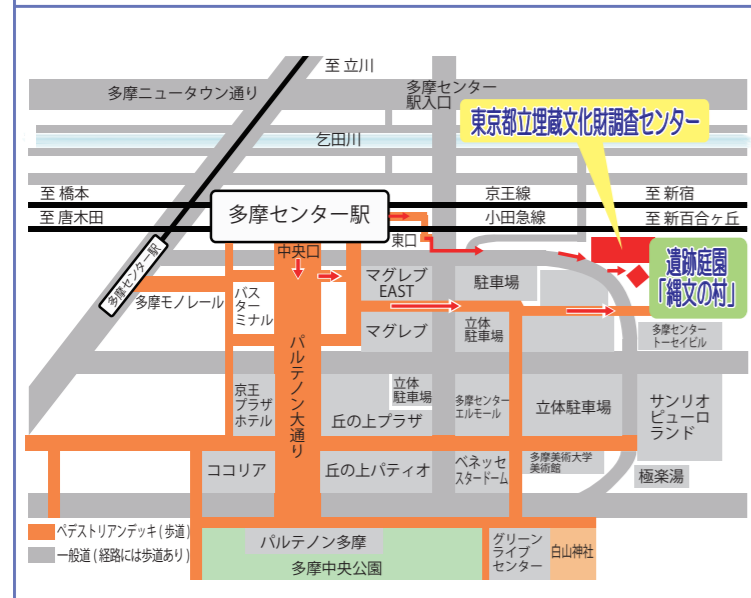 至 立川
多摩ニュータウン通り
多摩センター
駅入口
東京都立埋蔵文化財調査センター
乞田川
至 橋本
京王線
至 新宿
至 唐木田
小田急線
至 新百合ヶ丘
多摩センター駅
東口
中央口
多摩センター駅
多摩モノレール
バス
ター
ミナル
マグレブ
EAST
駐車場
遺跡庭園
「縄文の村」
マグレブ
立体
駐車場
多摩センター
トーセイビル
パルテノン大通り
京王
プラザ
ホテル
立体
駐車場
丘の上プラザ
多摩センター
エルモール
立体駐車場
サンリオ
ピューロ
ランド
ココリア
丘の上パティオ
ベネッセ
スタードーム
多摩美術大学
美術館
極楽湯
ペデストリアンデッキ ( 歩道 )
一般道 ( 経路には歩道あり )
パルテノン多摩
多摩中央公園
グリーン
ライブ
センター
白山神社